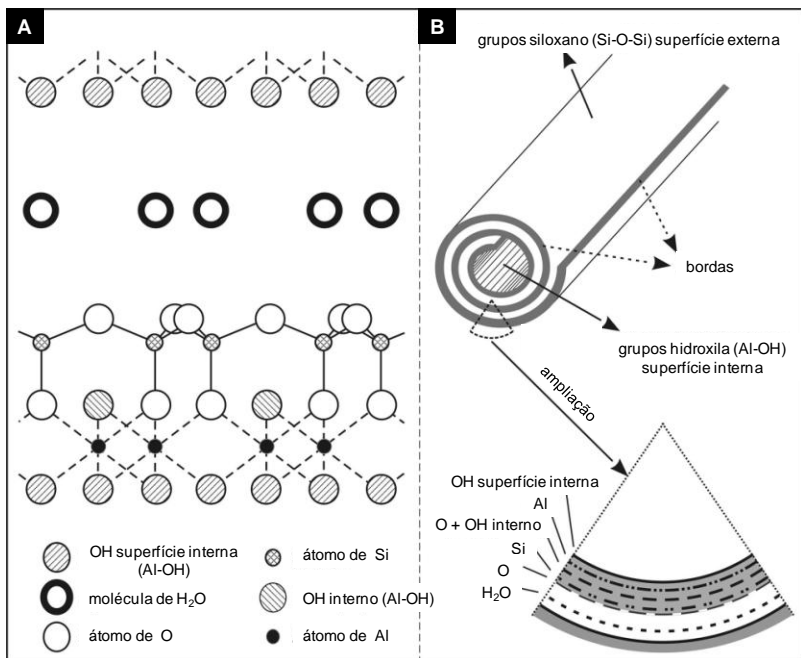 A
OH superfície interna
(Al-OH)
átomo de Si
molécula de H₂O
OH interno (Al-OH)
átomo de O
átomo de Al
B
grupos siloxano (Si-O-Si) superfície externa
bordas
grupos hidroxila (Al-OH)
superfície interna
ampliação
OH superfície interna
Al
O + OH interno
Si
O
H₂O